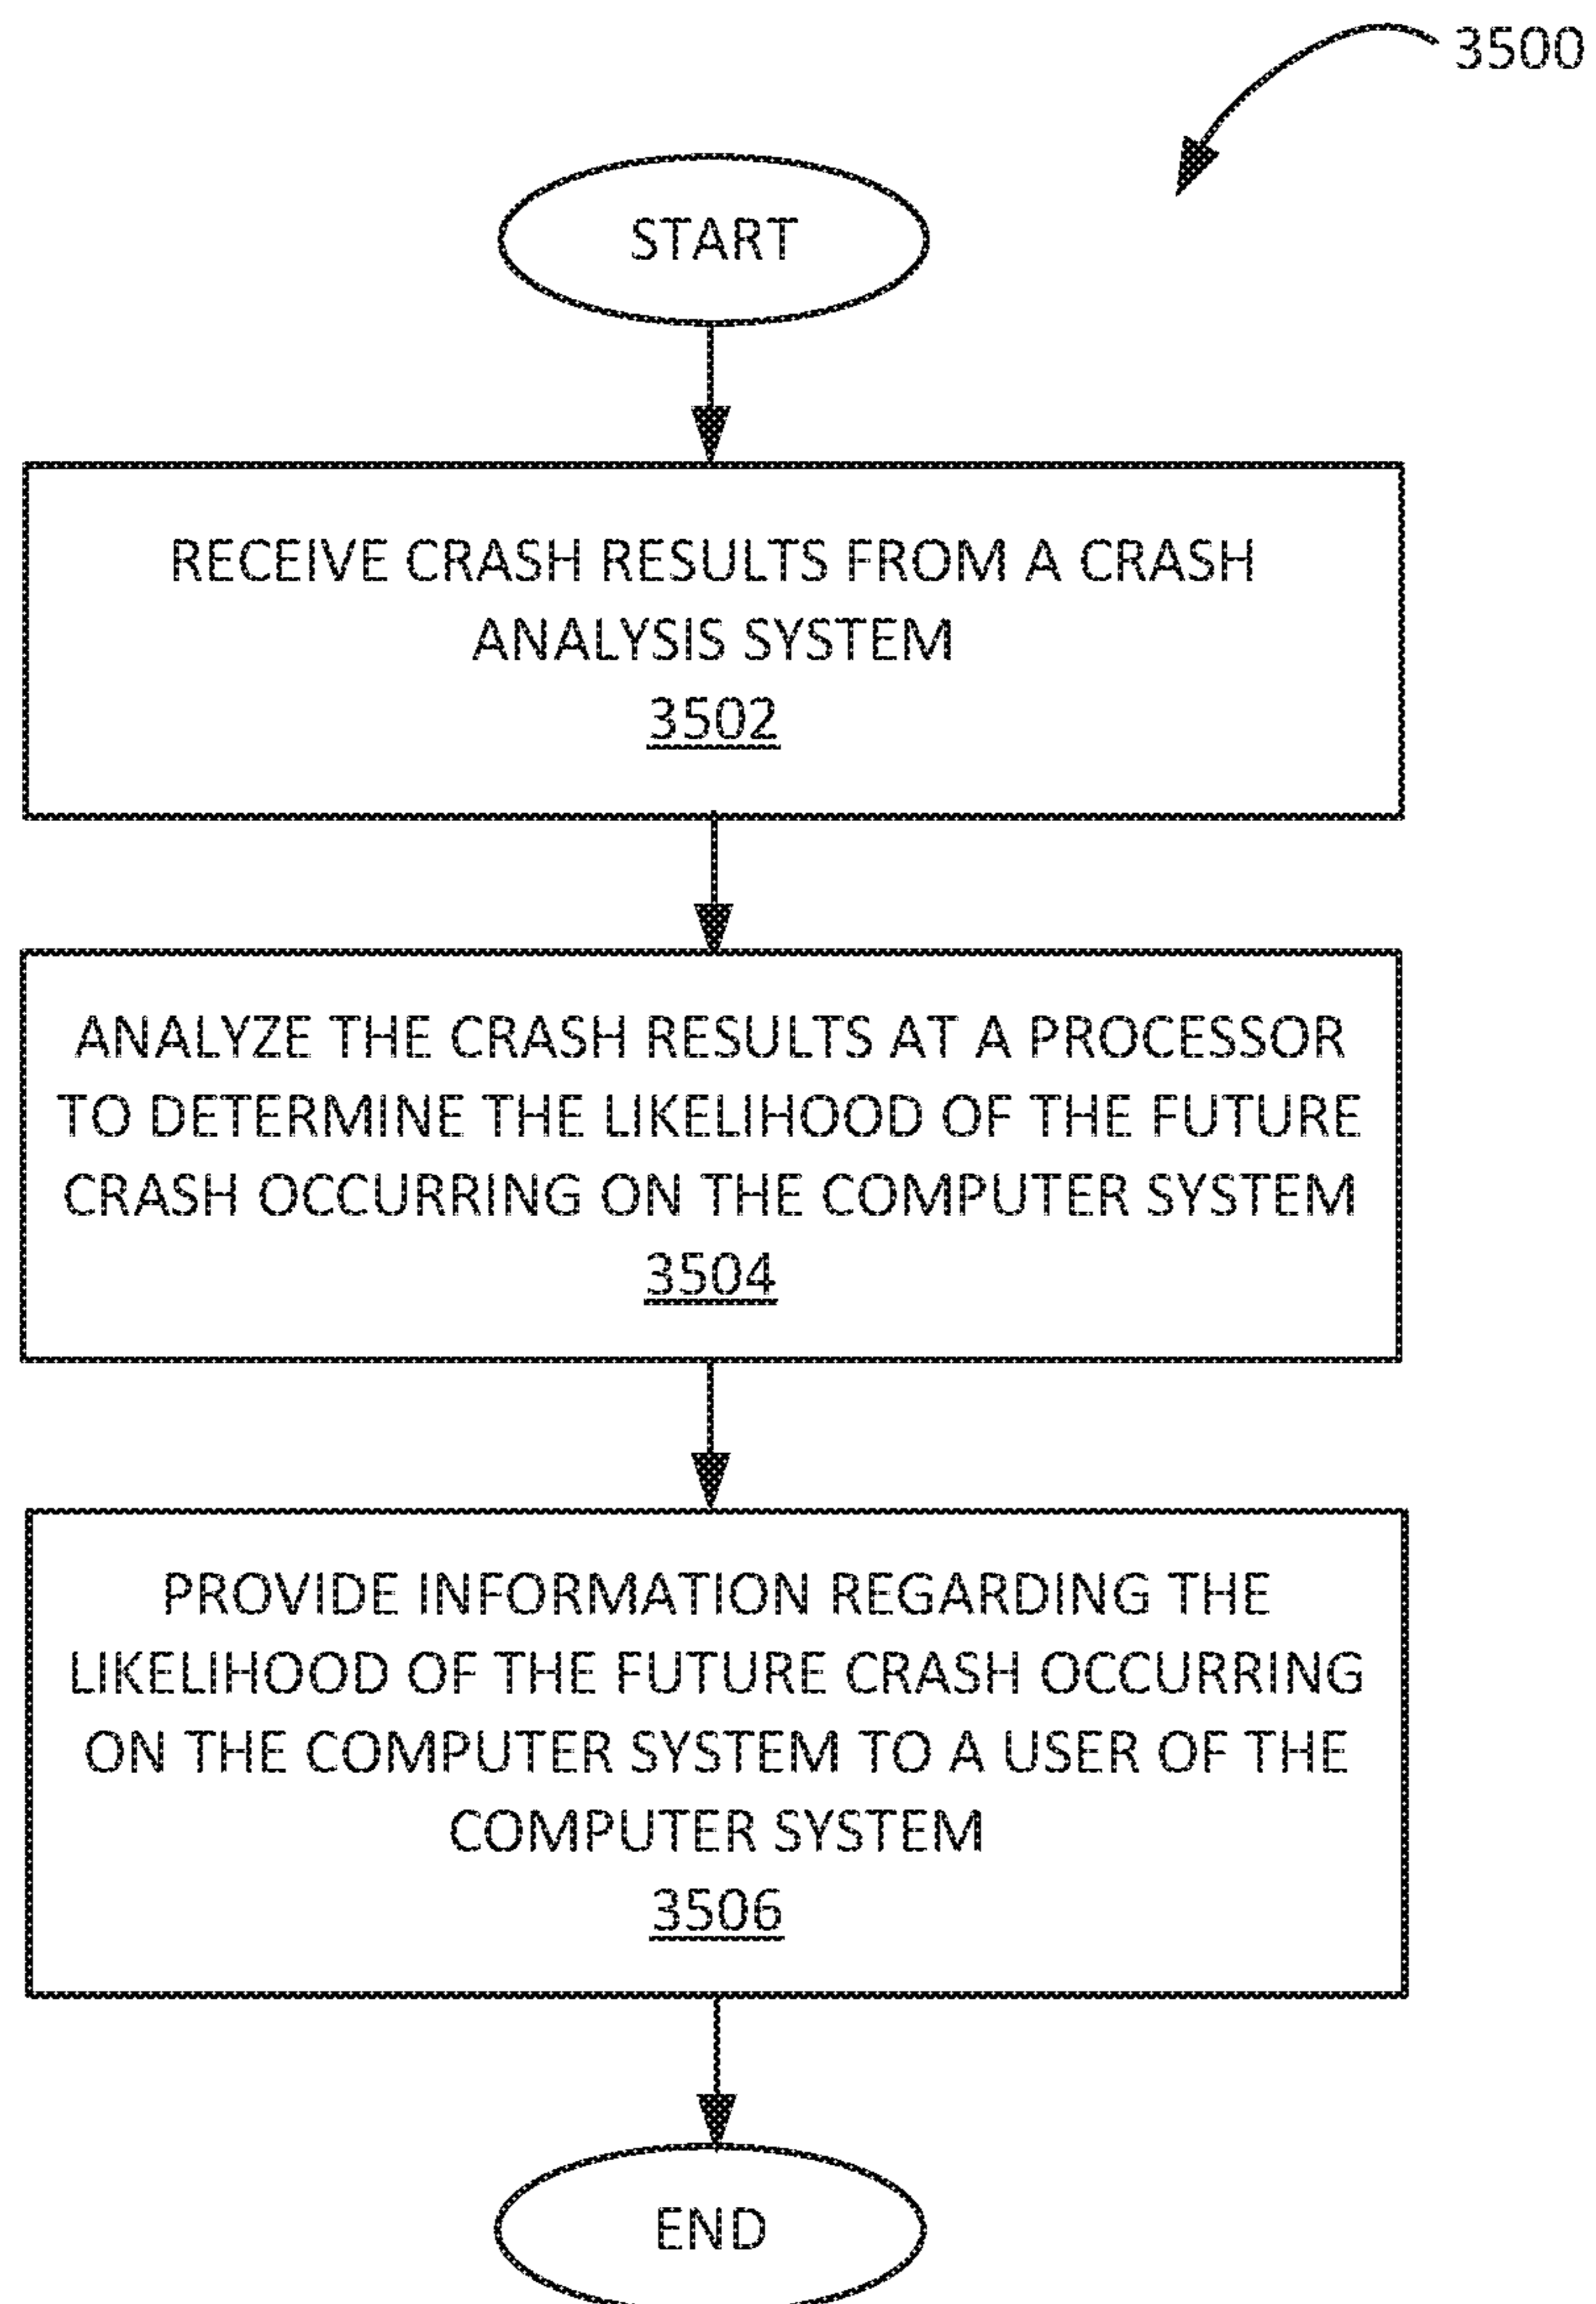 3500
START
RECEIVE CRASH RESULTS FROM A CRASH
ANALYSIS SYSTEM
3502
ANALYZE THE CRASH RESULTS AT A PROCESSOR
TO DETERMINE THE LIKELIHOOD OF THE FUTURE
CRASH OCCURRING ON THE COMPUTER SYSTEM
3504
PROVIDE INFORMATION REGARDING THE
LIKELIHOOD OF THE FUTURE CRASH OCCURRING
ON THE COMPUTER SYSTEM TO A USER OF THE
COMPUTER SYSTEM
3506
END